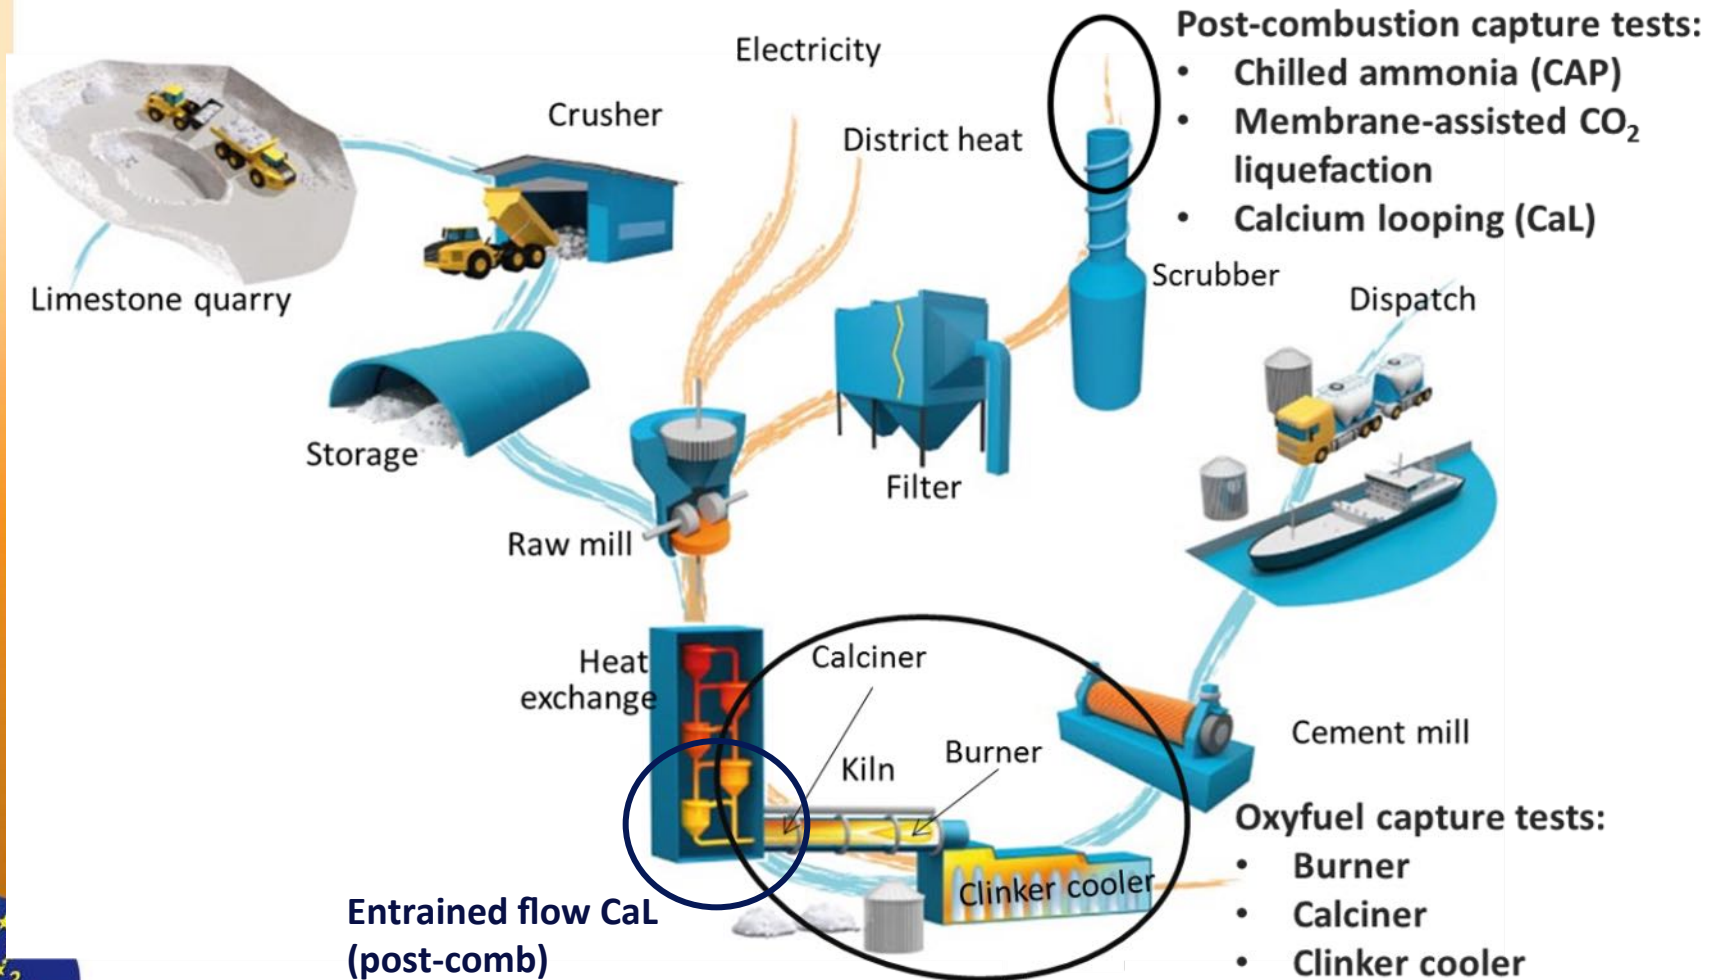 Post-combustion capture tests:
• Chilled ammonia (CAP)
• Membrane-assisted CO₂
liquefaction
• Calcium looping (CaL)
Electricity
Crusher
District heat
Scrubber
Limestone quarry
Dispatch
Storage
Filter
Raw mill
Heat
exchange
Calciner
Kiln
Burner
Cement mill
Clinker cooler
Oxyfuel capture tests:
• Burner
• Calciner
• Clinker cooler
Entrained flow CaL
(post-comb)
2